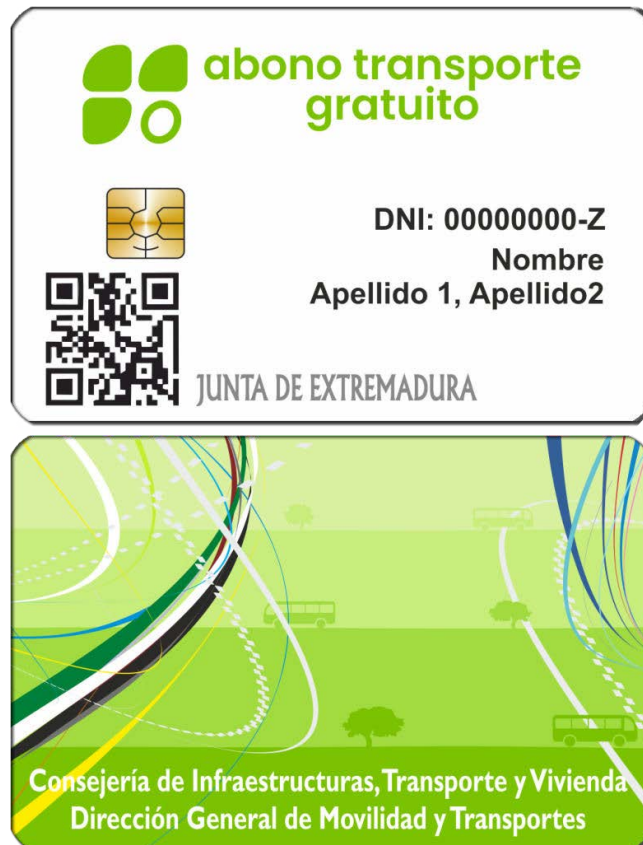 abono transporte
gratuito
DNI: 00000000-Z
Nombre
Apellido 1, Apellido2
JUNTA DE EXTREMADURA
Consejería de Infraestructuras, Transporte y Vivienda
Dirección General de Movilidad y Transportes